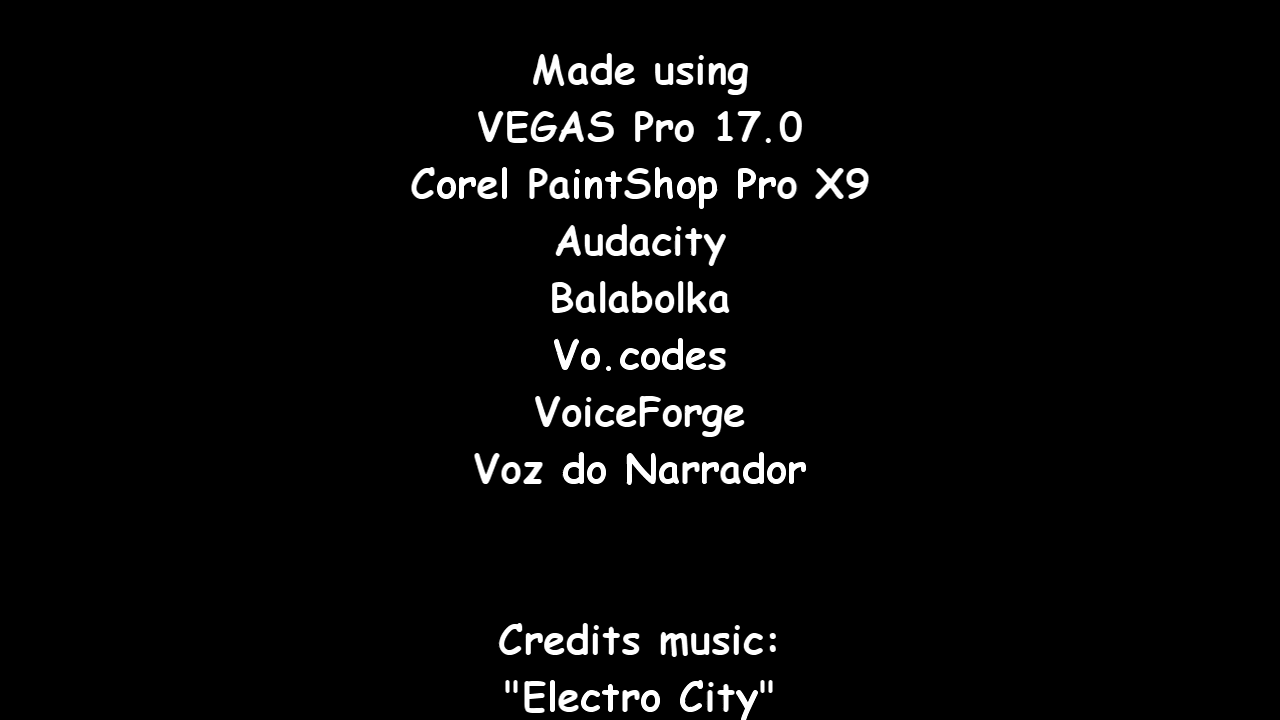 Made using
VEGAS Pro 17.0
Corel PaintShop Pro X9
Audacity
Balabolka
Vo.codes
VoiceForge
Voz do Narrador
Credits music:
"Electro City"